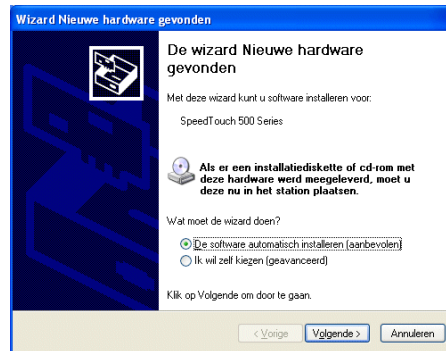 Wizard Nieuwe hardware gevonden
De wizard Nieuwe hardware
gevonden
Met deze wizard kunt u software installeren voor:
SpeedTouch 500 Series
Als er een installatiediskette of cd-rom met
deze hardware werd meegeleverd, moet u
deze nu in het station plaatsen.
Wat moet de wizard doen?
De software automatisch installeren (aanbevolen)
Ik wil zelf kiezen (geavanceerd)
Klik op Volgende om door te gaan.
< Vorige Volgende > Annuleren